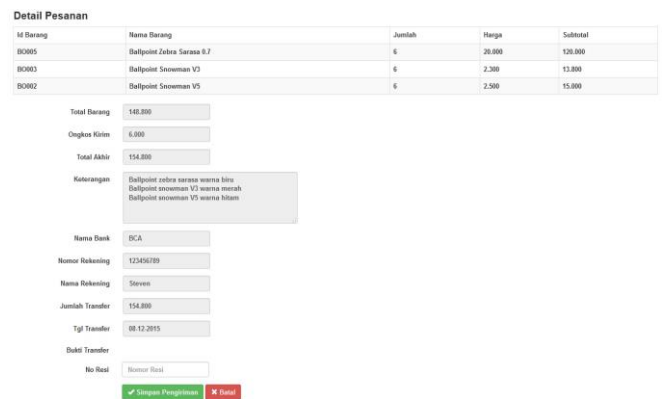 Detail Pesanan
Id Barang Nama Barang Jumlah Harga Subtotal
BO005 Ballpoint Zebra Sarasa 0.7 6 20.000 120.000
BO003 Ballpoint Snowman V3 6 2.300 13.800
BO002 Ballpoint Snowman V5 6 2.500 15.000
Total Barang 148.800
Ongkos Kirim 6.000
Total Akhir 154.800
Keterangan Ballpoint zebra sarasa warna biru
Ballpoint snowman V3 warna merah
Ballpoint snowman V5 warna hitam
Nama Bank BCA
Nomor Rekening 123456789
Nama Rekening Steven
Jumlah Transfer 154.800
Tgl Transfer 08-12-2015
Bukti Transfer
No Resi Nomor Resi
Simpan Pengiriman Batal